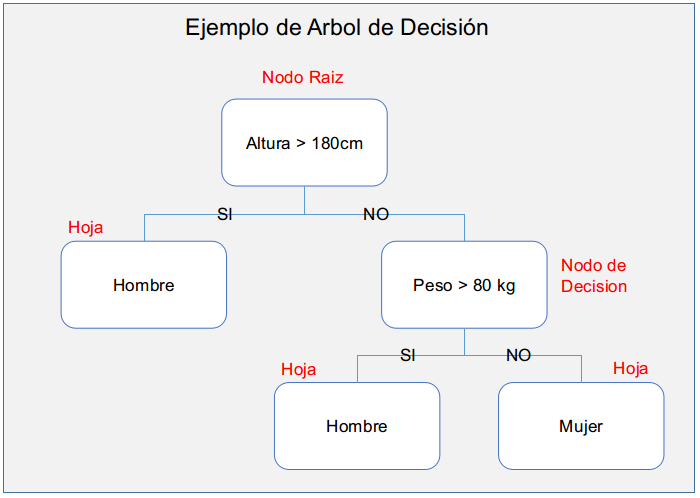 Ejemplo de Arbol de Decisión
Nodo Raiz
Altura > 180cm
SI
NO
Hoja
Hombre
Peso > 80 kg
Nodo de
Decision
SI
NO
Hoja
Hoja
Hombre
Mujer